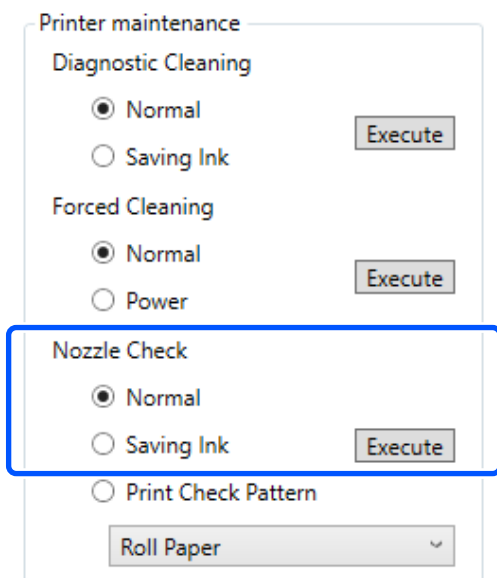 Printer maintenance
Diagnostic Cleaning
Normal
Execute
Saving Ink
Forced Cleaning
Normal
Execute
Power
Nozzle Check
Normal
Saving Ink
Execute
Print Check Pattern
Roll Paper